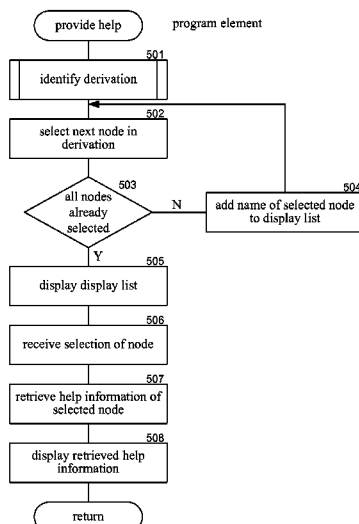 provide help
program element
501
identify derivation
502
select next node in
derivation
503
all nodes
already
selected
N
504
add name of selected node
to display list
Y
505
display display list
506
receive selection of node
507
retrieve help information of
selected node
508
display retrieved help
information
return